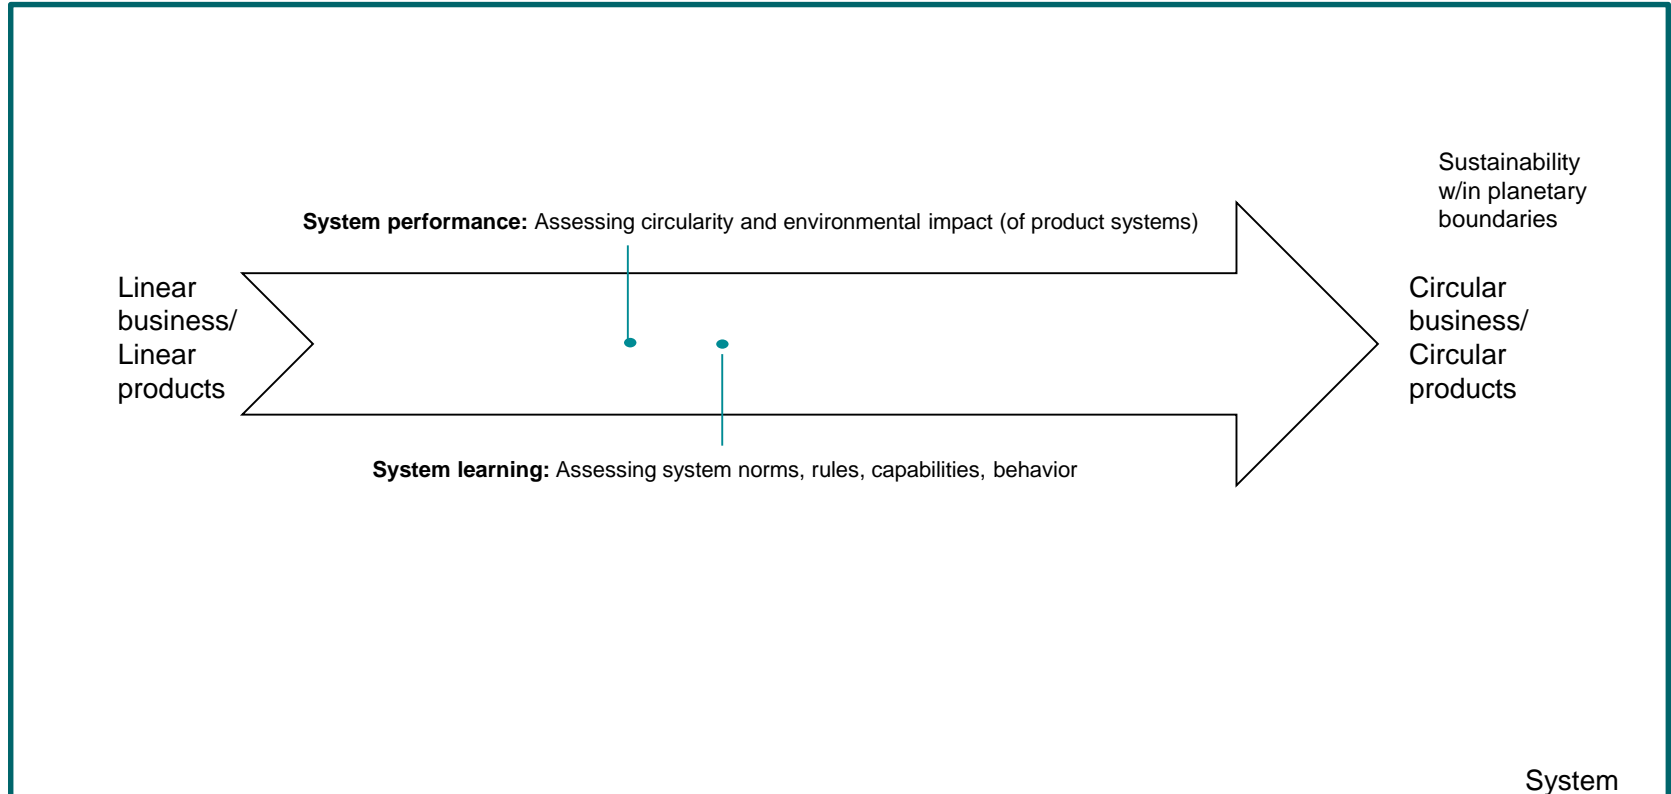 Sustainability
w/in planetary
boundaries
System performance: Assessing circularity and environmental impact (of product systems)
Linear
business/
Linear
products
Circular
business/
Circular
products
System learning: Assessing system norms, rules, capabilities, behavior
System